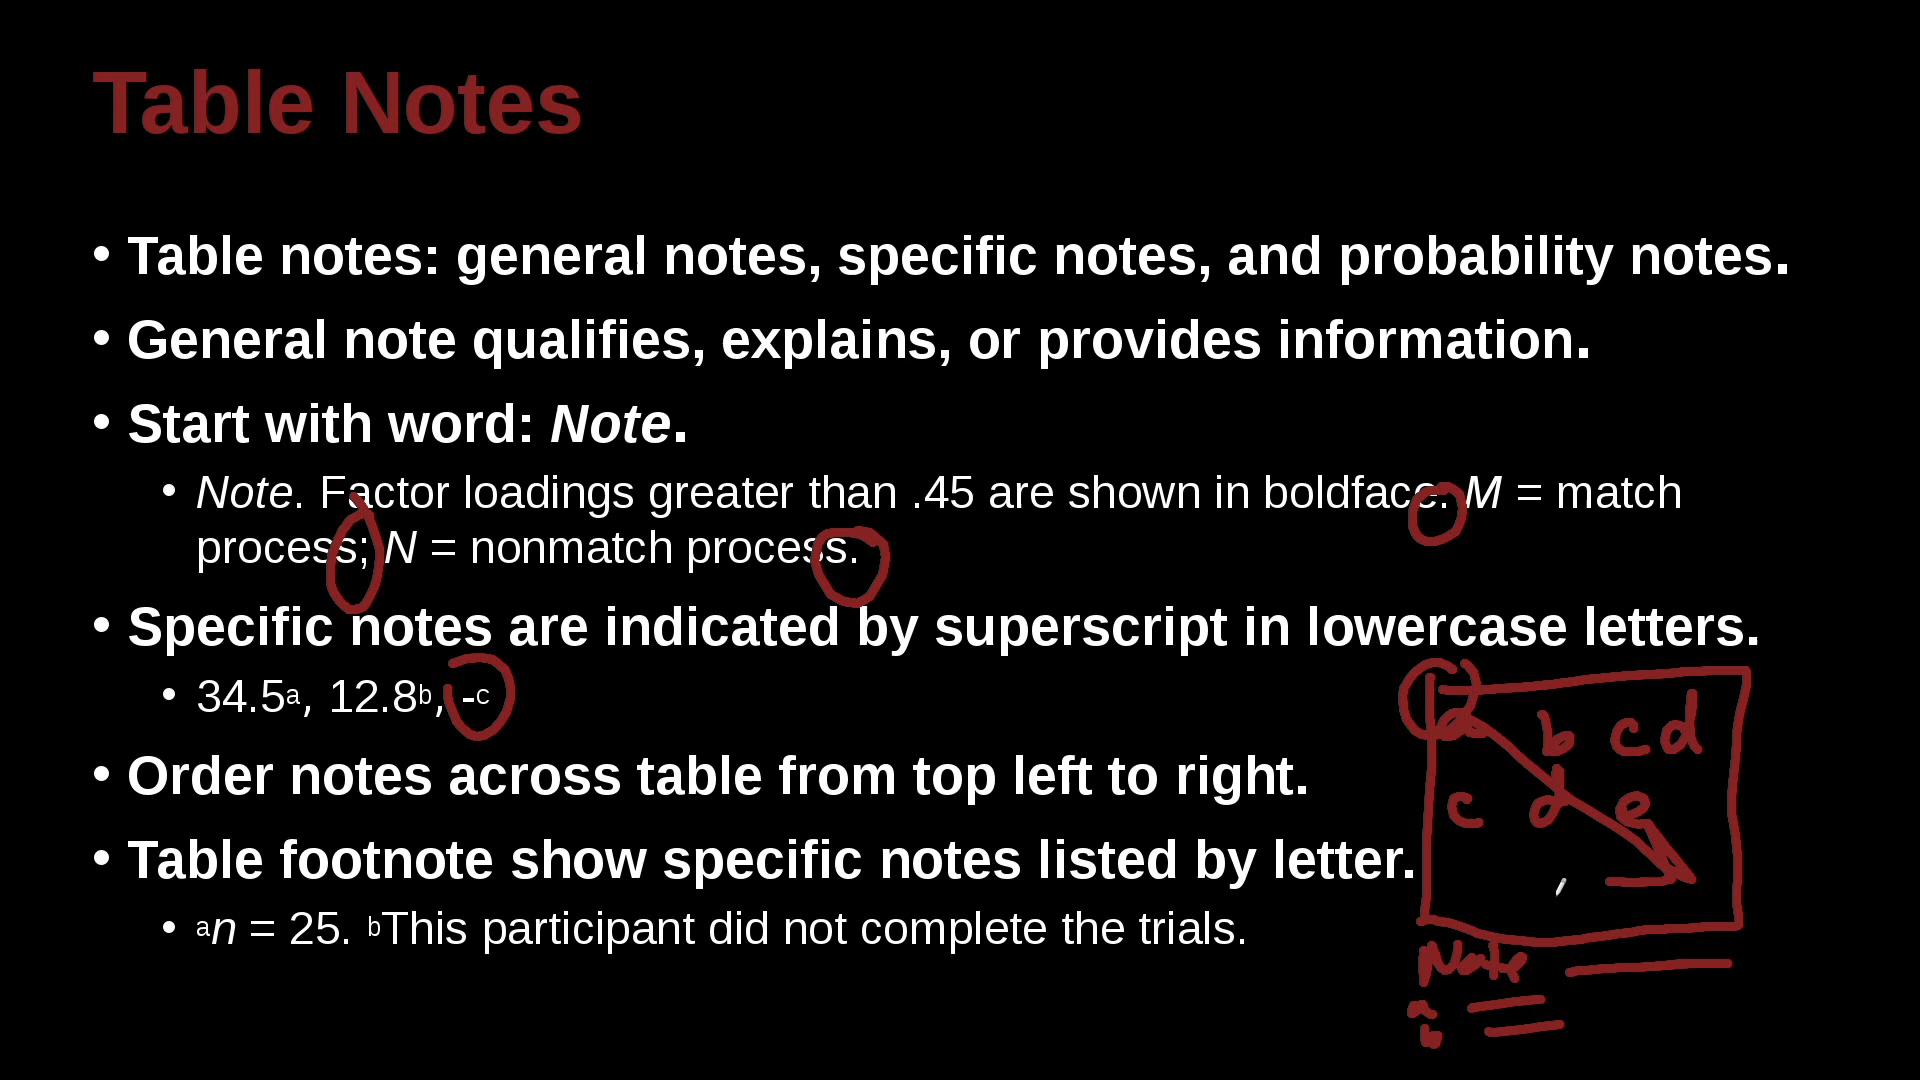 Table Notes
• Table notes: general notes, specific notes, and probability notes.
• General note qualifies, explains, or provides information.
• Start with word: Note.
• Note. Factor loadings greater than .45 are shown in boldface. M = match
process; N = nonmatch process.
• Specific notes are indicated by superscript in lowercase letters.
• 34.5a, 12.8b, -c
a b c d
• Order notes across table from top left to right.
c d e
• Table footnote show specific notes listed by letter.
• an = 25. bThis participant did not complete the trials.
Note
a
b